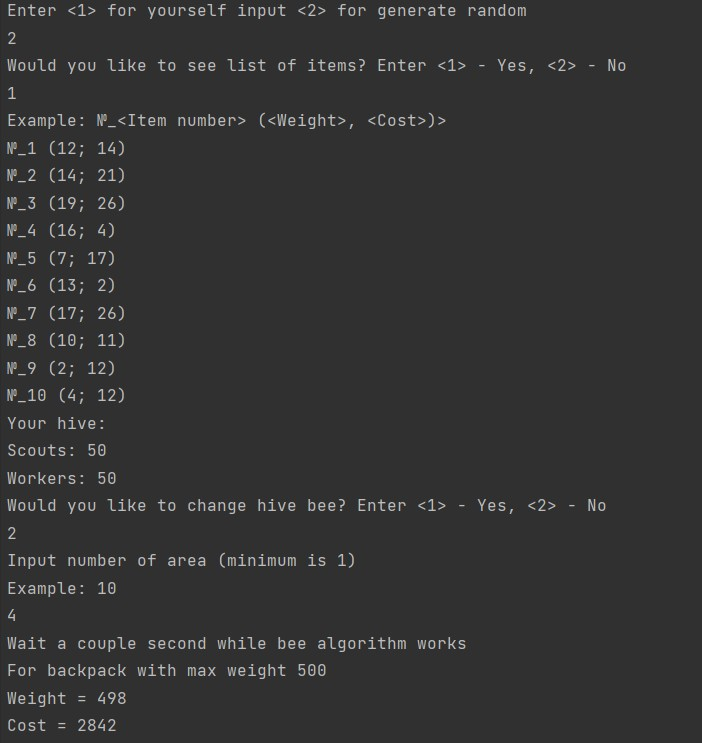 Enter <1> for yourself input <2> for generate random
2
Would you like to see list of items? Enter <1> - Yes, <2> - No
1
Example: №_<Item number> (<Weight>, <Cost>)>
№_1 (12; 14)
№_2 (14; 21)
№_3 (19; 26)
№_4 (16; 4)
№_5 (7; 17)
№_6 (13; 2)
№_7 (17; 26)
№_8 (10; 11)
№_9 (2; 12)
№_10 (4; 12)
Your hive:
Scouts: 50
Workers: 50
Would you like to change hive bee? Enter <1> - Yes, <2> - No
2
Input number of area (minimum is 1)
Example: 10
4
Wait a couple second while bee algorithm works
For backpack with max weight 500
Weight = 498
Cost = 2842